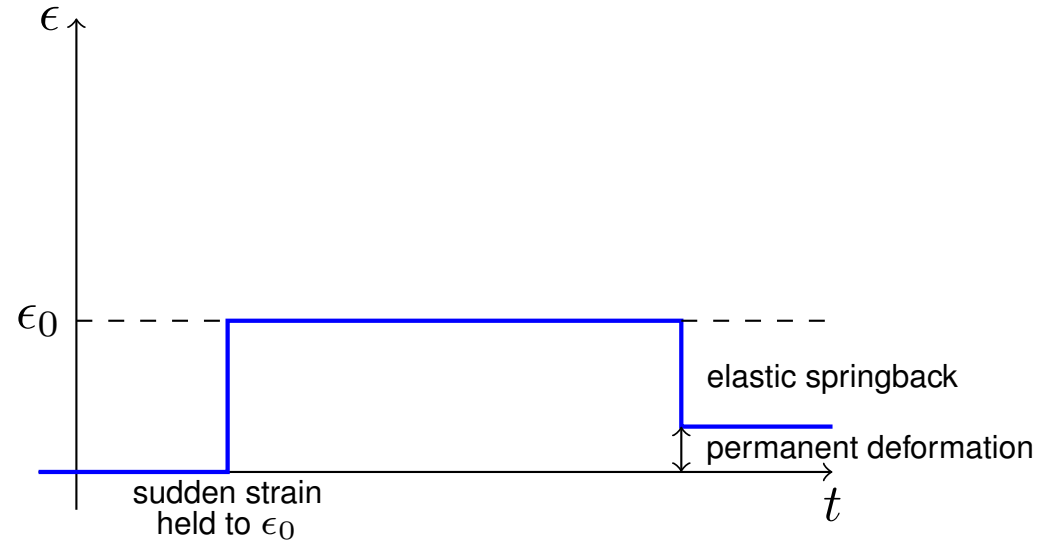 ϵ
ϵ₀
elastic springback
permanent deformation
sudden strain
held to ϵ₀
t